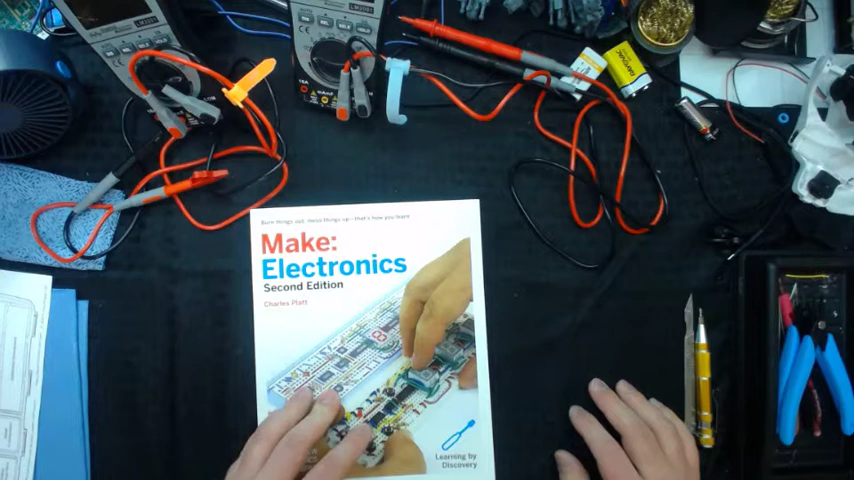 Burn things out, mess things up—that's how you learn
Make:
Electronics
Second Edition
Charles Platt
Learning by
Discovery